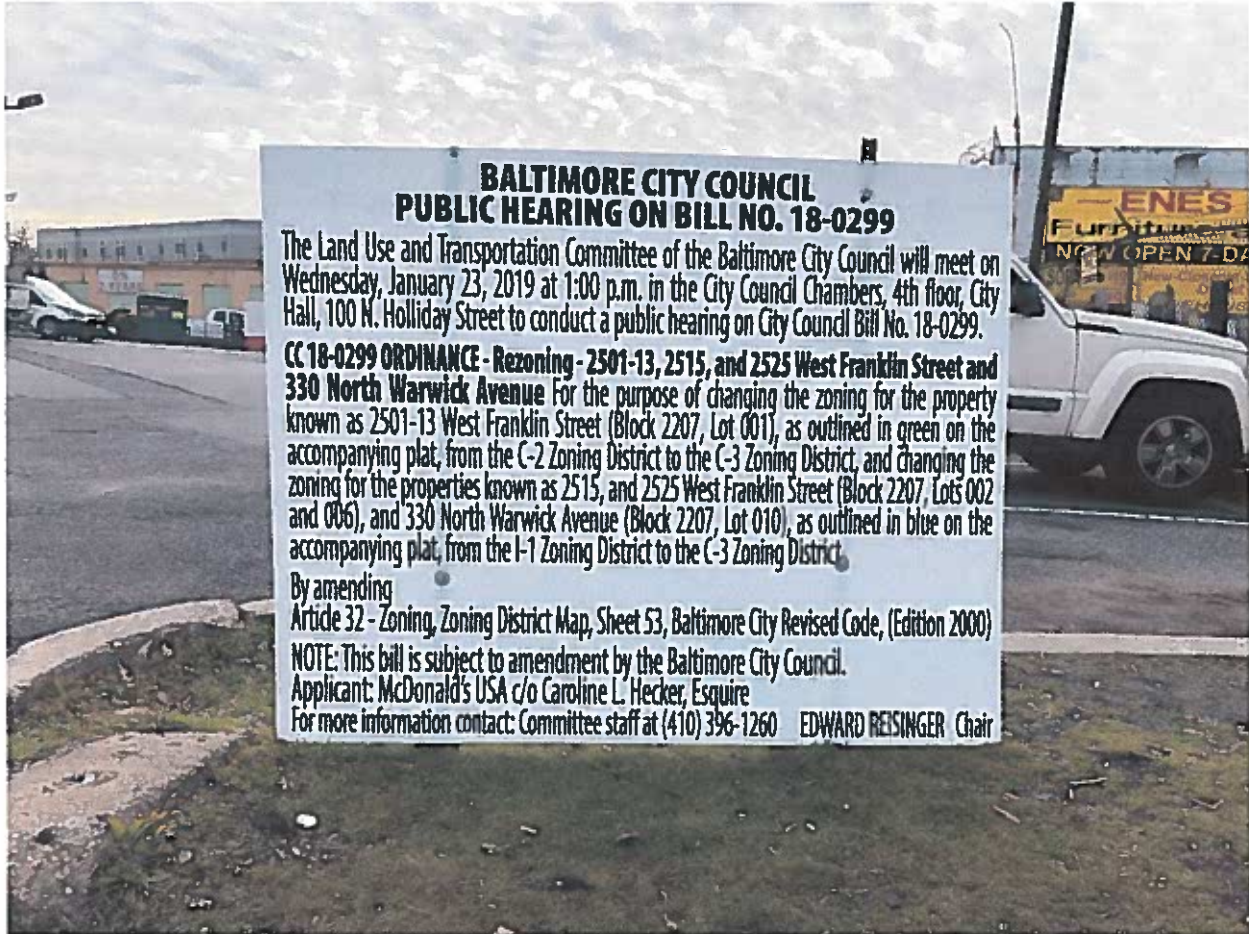 BALTIMORE CITY COUNCIL
PUBLIC HEARING ON BILL NO. 18-0299
The Land Use and Transportation Committee of the Baltimore City Council will meet on
Wednesday, January 23, 2019 at 1:00 p.m. in the City Council Chambers, 4th floor, City
Hall, 100 N. Holliday Street to conduct a public hearing on City Council Bill No. 18-0299.
CC 18-0299 ORDINANCE - Rezoning - 2501-13, 2515, and 2525 West Franklin Street and
330 North Warwick Avenue For the purpose of changing the zoning for the property
known as 2501-13 West Franklin Street (Block 2207, Lot 001), as outlined in green on the
accompanying plat, from the C-2 Zoning District to the C-3 Zoning District, and changing the
zoning for the properties known as 2515, and 2525 West Franklin Street (Block 2207, Lots 002
and 006), and 330 North Warwick Avenue (Block 2207, Lot 010), as outlined in blue on the
accompanying plat, from the I-1 Zoning District to the C-3 Zoning District.
By amending
Article 32 - Zoning, Zoning District Map, Sheet 53, Baltimore City Revised Code, (Edition 2000)
NOTE: This bill is subject to amendment by the Baltimore City Council.
Applicant: McDonald's USA c/o Caroline L. Hecker, Esquire
For more information contact: Committee staff at (410) 396-1260 EDWARD REISINGER Chair
ENES
Furniture
NOW OPEN 7-DA